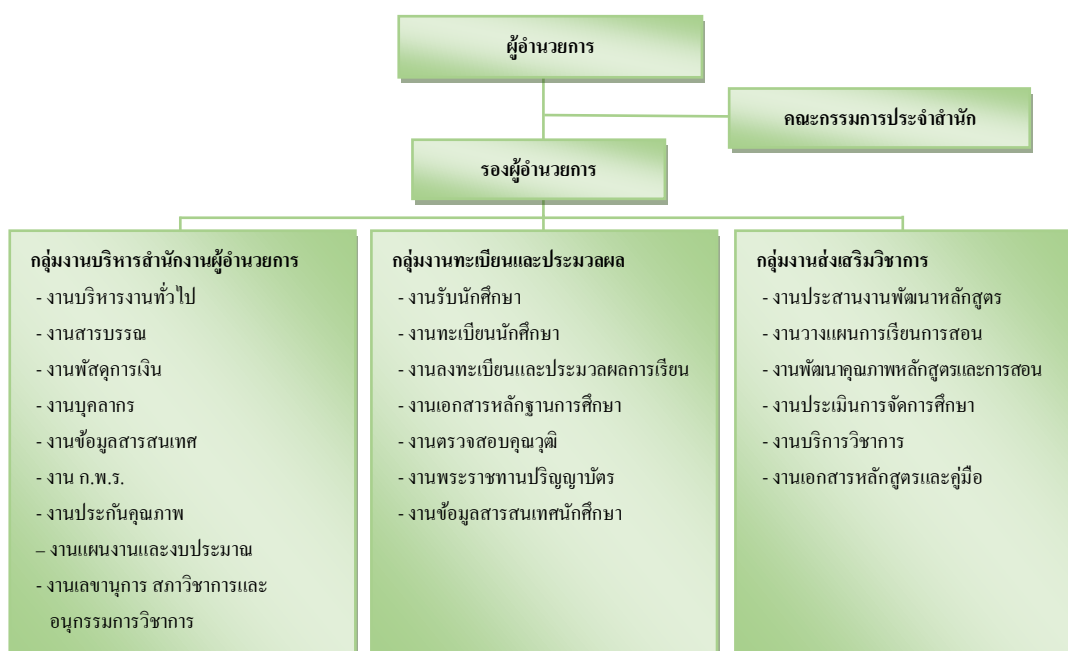 ผู้อำนวยการ
คณะกรรมการประจำสำนัก
รองผู้อำนวยการ
กลุ่มงานบริหารสำนักงานผู้อำนวยการ
- งานบริหารงานทั่วไป
- งานสารบรรณ
- งานพัสดุการเงิน
- งานบุคลากร
- งานข้อมูลสารสนเทศ
- งาน ก.พ.ร.
- งานประกันคุณภาพ
– งานแผนงานและงบประมาณ
- งานเลขานุการ สภาวิชาการและ
อนุกรรมการวิชาการ
กลุ่มงานทะเบียนและประมวลผล
- งานรับนักศึกษา
- งานทะเบียนนักศึกษา
- งานลงทะเบียนและประมวลผลการเรียน
- งานเอกสารหลักฐานการศึกษา
- งานตรวจสอบคุณวุฒิ
- งานพระราชทานปริญญาบัตร
- งานข้อมูลสารสนเทศนักศึกษา
กลุ่มงานส่งเสริมวิชาการ
- งานประสานงานพัฒนาหลักสูตร
- งานวางแผนการเรียนการสอน
- งานพัฒนาคุณภาพหลักสูตรและการสอน
- งานประเมินการจัดการศึกษา
- งานบริการวิชาการ
- งานเอกสารหลักสูตรและคู่มือ